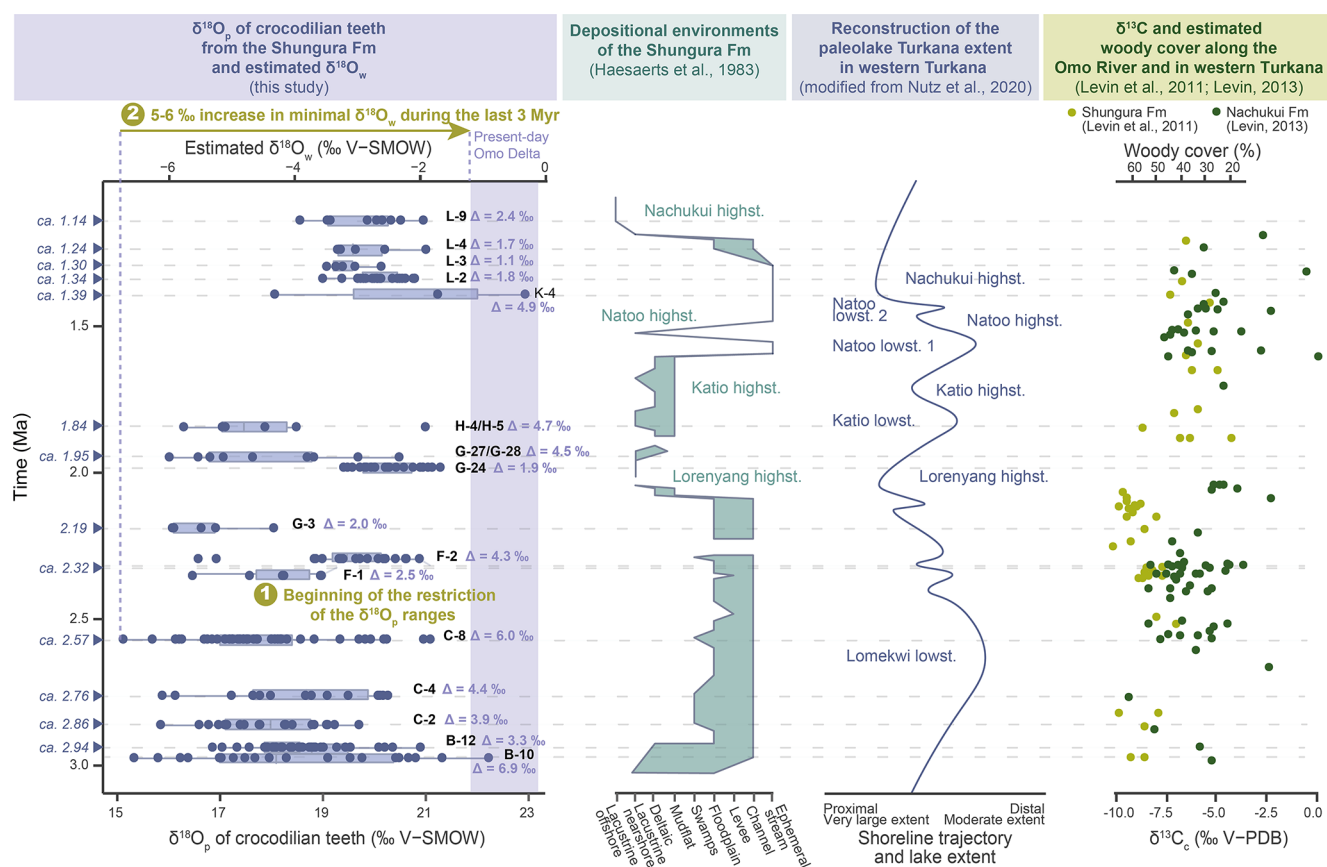 δ18Op of crocodilian teeth
from the Shungura Fm
and estimated δ18Ow
(this study)
Depositional environments
of the Shungura Fm
(Haesaerts et al., 1983)
Reconstruction of the
paleolake Turkana extent
in western Turkana
(modified from Nutz et al., 2020)
δ13C and estimated
woody cover along the
Omo River and in western Turkana
(Levin et al., 2011; Levin, 2013)
2 5-6 ‰ increase in minimal δ18Ow during the last 3 Myr
Estimated δ18Ow (‰ V−SMOW)
Present-day
Omo Delta
−6 −4 −2 0
Shungura Fm
(Levin et al., 2011)
Nachukui Fm
(Levin, 2013)
Woody cover (%)
60 50 40 30 20
Time (Ma)
1.5
2.0
2.5
3.0
ca. 1.14
ca. 1.24
ca. 1.30
ca. 1.34
ca. 1.39
1.84
ca. 1.95
2.19
2.32
ca. 2.57
ca. 2.76
ca. 2.86
ca. 2.94
L-9 Δ = 2.4 ‰
L-4 Δ = 1.7 ‰
L-3 Δ = 1.1 ‰
L-2 Δ = 1.8 ‰
K-4
Δ = 4.9 ‰
H-4/H-5 Δ = 4.7 ‰
G-27/G-28 Δ = 4.5 ‰
G-24 Δ = 1.9 ‰
G-3 Δ = 2.0 ‰
F-2 Δ = 4.3 ‰
F-1 Δ = 2.5 ‰
1 Beginning of the restriction
of the δ18Op ranges
C-8 Δ = 6.0 ‰
C-4 Δ = 4.4 ‰
C-2 Δ = 3.9 ‰
B-12 Δ = 3.3 ‰
B-10
Δ = 6.9 ‰
15 17 19 21 23
δ18Op of crocodilian teeth (‰ V−SMOW)
Nachukui highst.
Natoo highst.
Katio highst.
Lorenyang highst.
Lacustrine
offshore
Lacustrine
nearshore
Deltaic
Mudflat
Swamps
Floodplain
Levee
Channel
Ephemeral
stream
Nachukui highst.
Natoo
lowst. 2
Natoo highst.
Natoo lowst. 1
Katio highst.
Katio lowst.
Lorenyang highst.
Lomekwi lowst.
Proximal
Very large extent
Distal
Moderate extent
Shoreline trajectory
and lake extent
-10.0 -7.5 -5.0 -2.5 0.0
δ13Cc (‰ V−PDB)